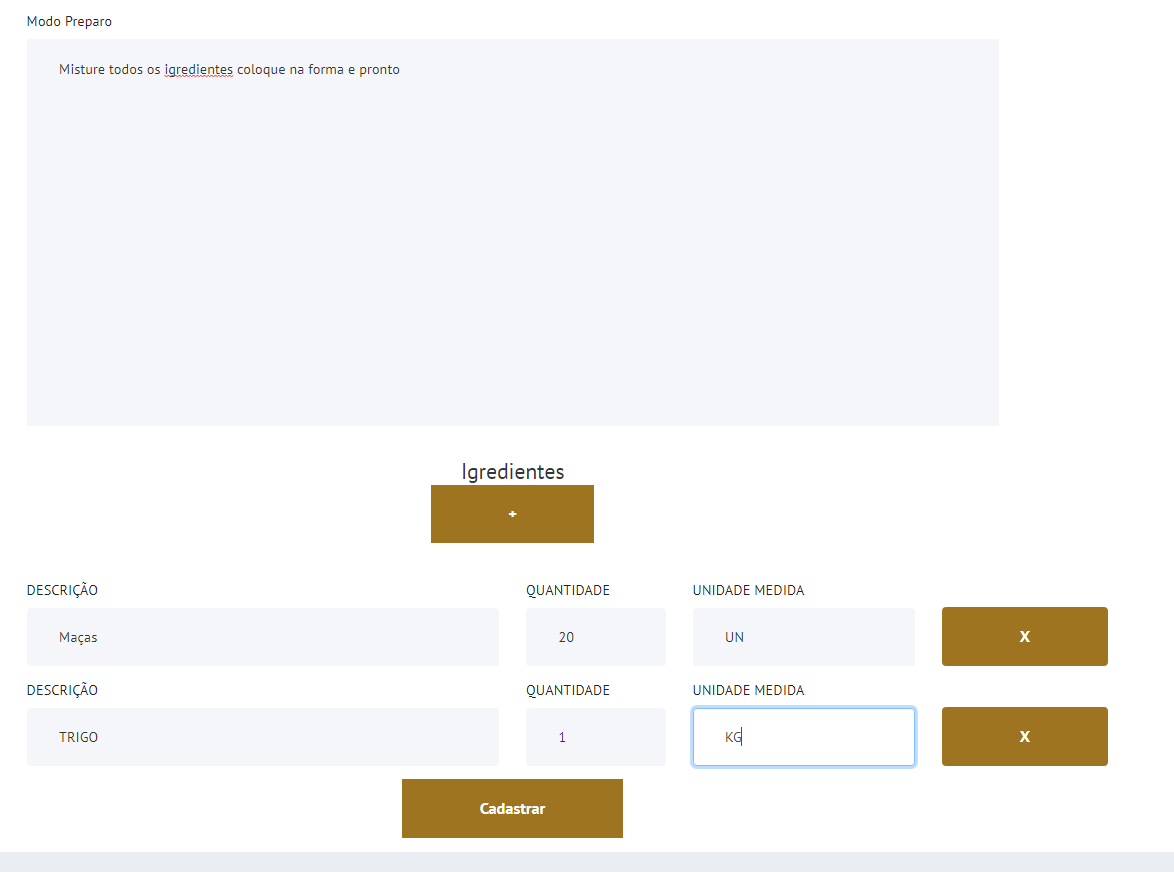 Modo Preparo
Misture todos os igredientes coloque na forma e pronto
Igredientes
+
DESCRIÇÃO QUANTIDADE UNIDADE MEDIDA
Maças 20 UN X
DESCRIÇÃO QUANTIDADE UNIDADE MEDIDA
TRIGO 1 KG X
Cadastrar